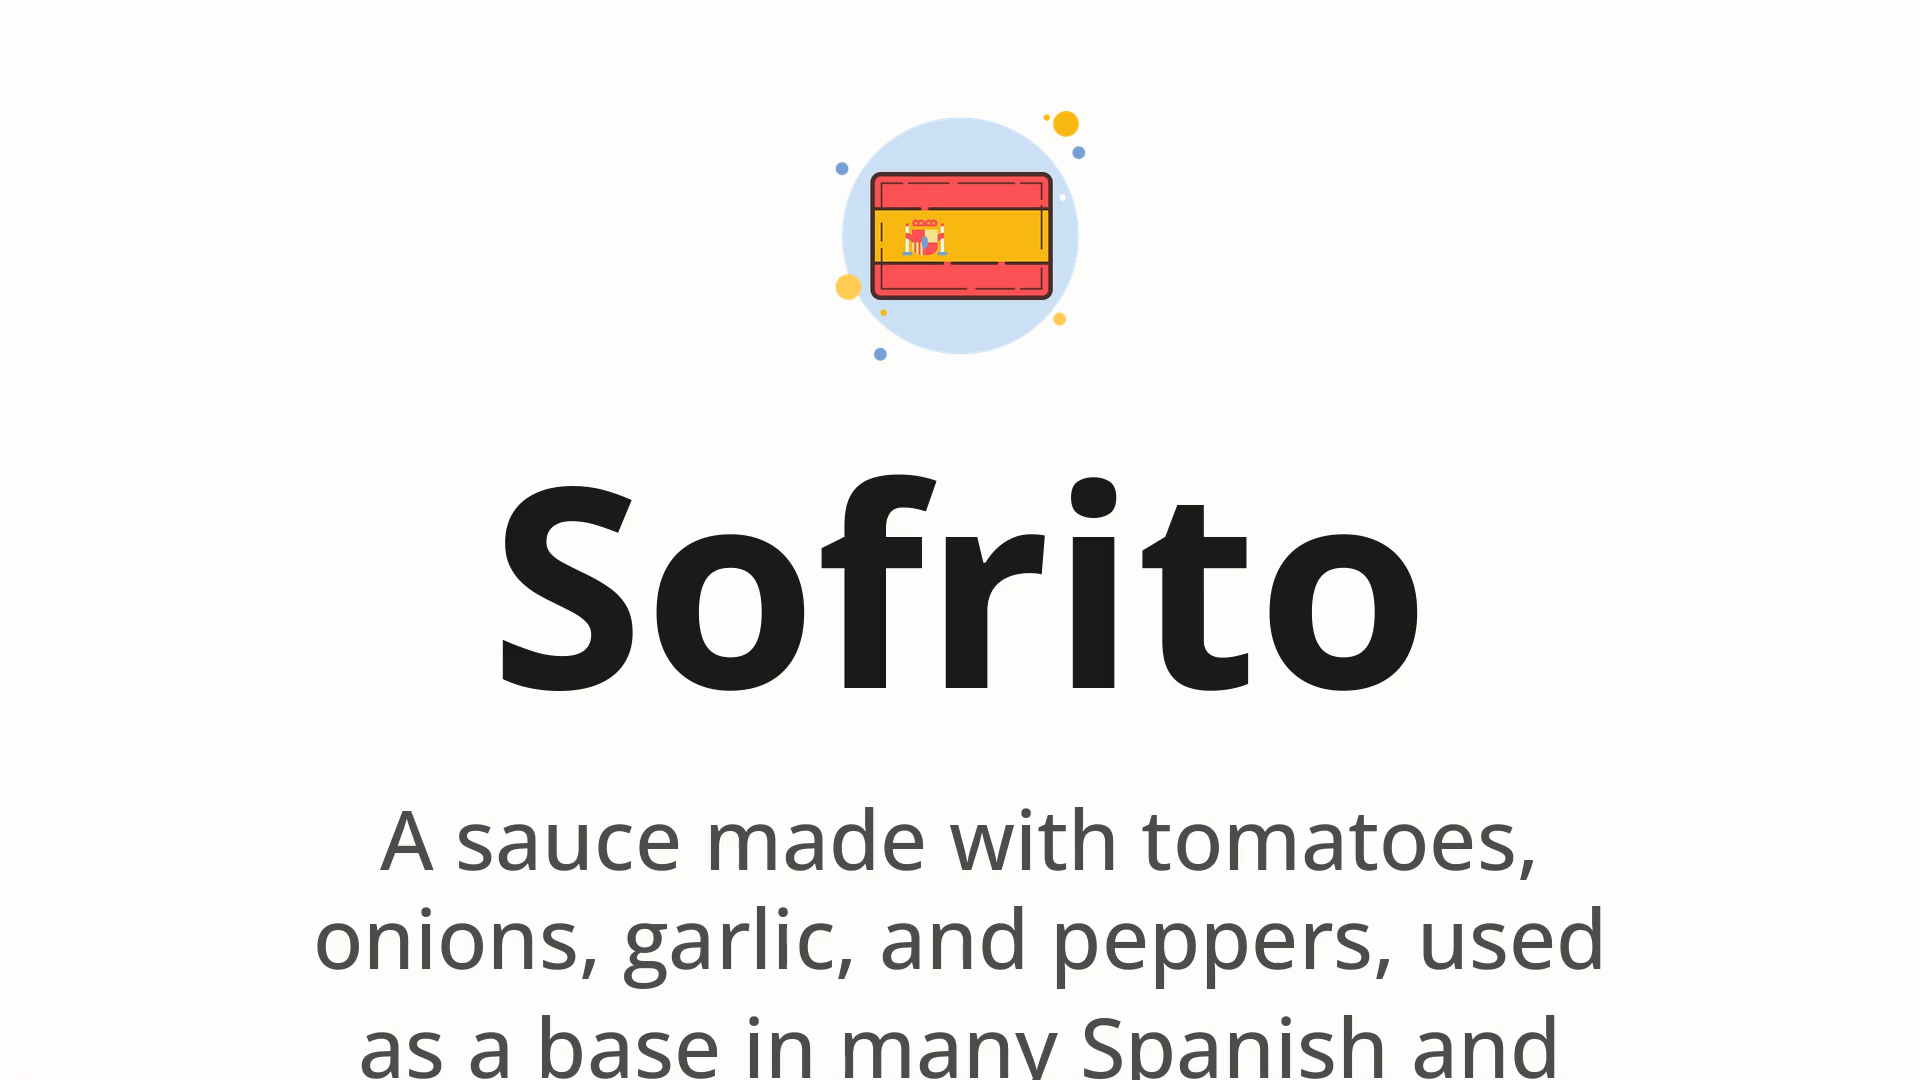 Sofrito
A sauce made with tomatoes,
onions, garlic, and peppers, used
as a base in many Spanish and